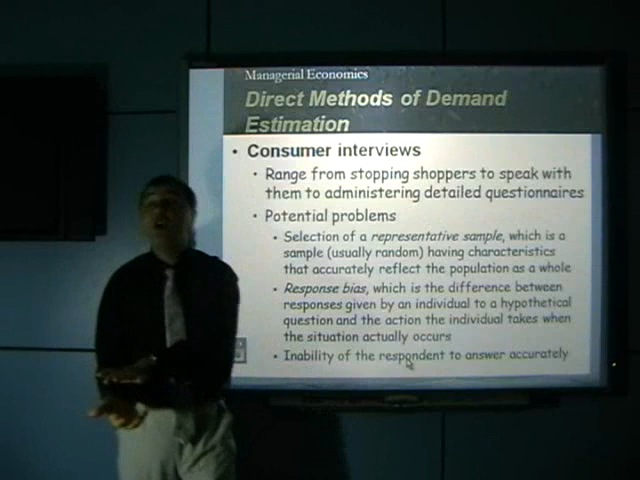 Managerial Economics
Direct Methods of Demand
Estimation
• Consumer interviews
• Range from stopping shoppers to speak with
them to administering detailed questionnaires
• Potential problems
• Selection of a representative sample, which is a
sample (usually random) having characteristics
that accurately reflect the population as a whole
• Response bias, which is the difference between
responses given by an individual to a hypothetical
question and the action the individual takes when
the situation actually occurs
• Inability of the respondent to answer accurately